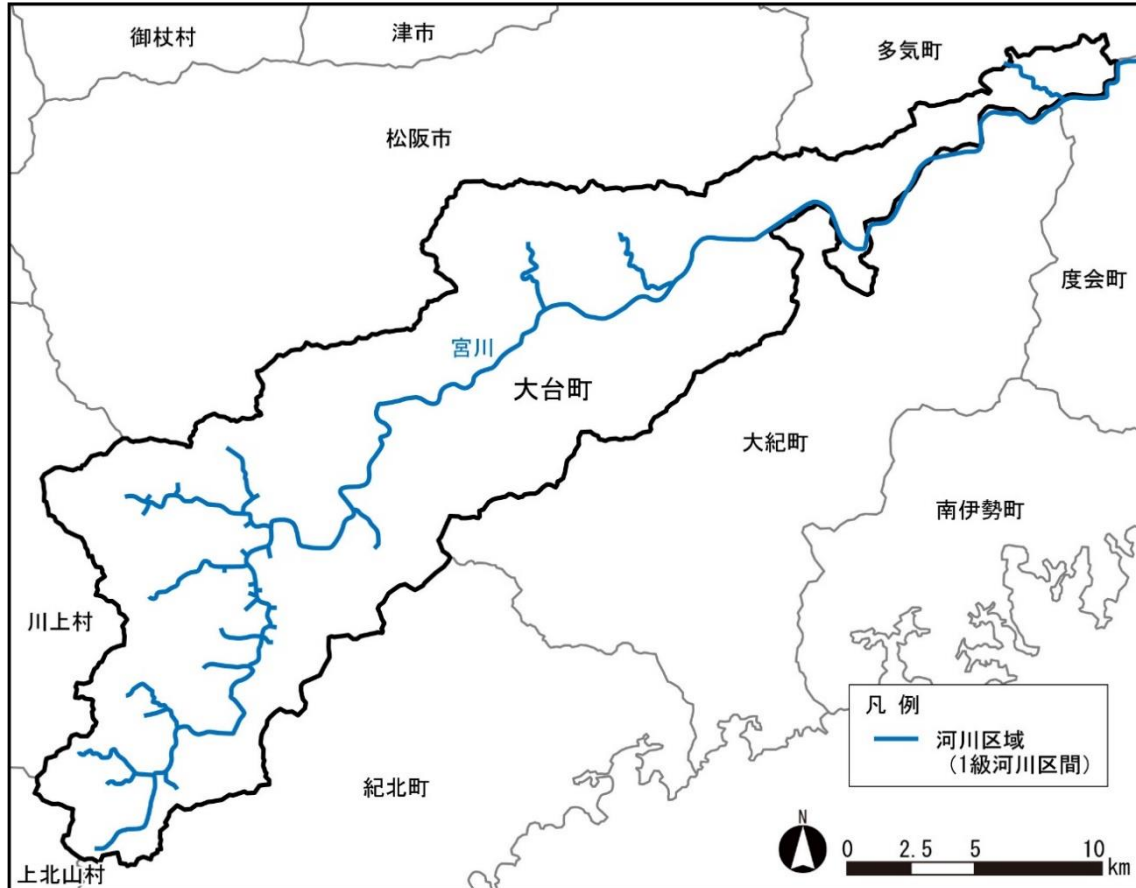 御杖村
津市
多気町
松阪市
度会町
宮川
大台町
大紀町
南伊勢町
川上村
凡 例
河川区域
(1級河川区間)
紀北町
上北山村
N
0 2.5 5 10
km